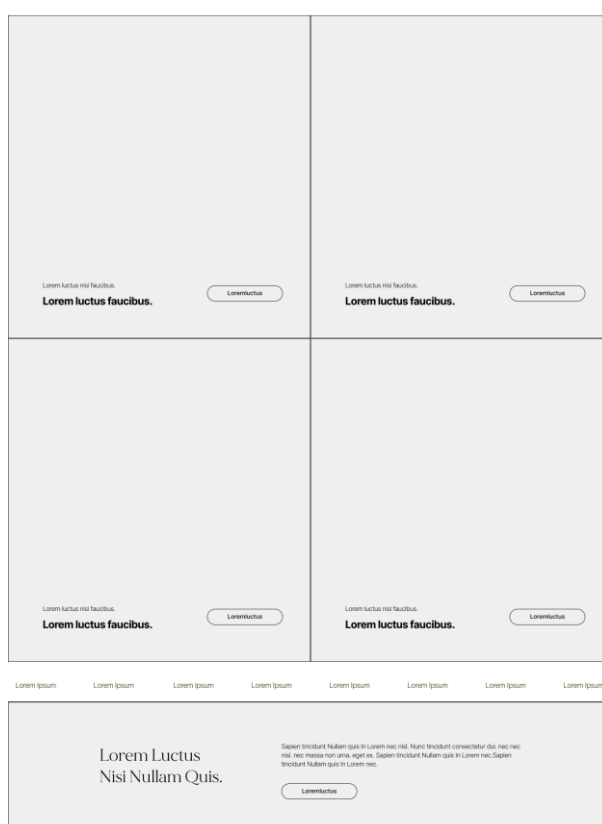 Lorem luctus nisi faucibus.
Lorem luctus faucibus.
Loremluctus
Lorem luctus nisi faucibus.
Lorem luctus faucibus.
Loremluctus
Lorem luctus nisi faucibus.
Lorem luctus faucibus.
Loremluctus
Lorem luctus nisi faucibus.
Lorem luctus faucibus.
Loremluctus
Lorem Ipsum Lorem Ipsum Lorem Ipsum Lorem Ipsum Lorem Ipsum Lorem Ipsum Lorem Ipsum Lorem Ipsum
Lorem Luctus
Nisi Nullam Quis.
Sapien tincidunt Nullam quis In Lorem nec nisl. Nunc tincidunt consectetur dui. nec nec
nisl. nec massa non urna. eget ex. Sapien tincidunt Nullam quis In Lorem nec.Sapien
tincidunt Nullam quis In Lorem nec.
Loremluctus